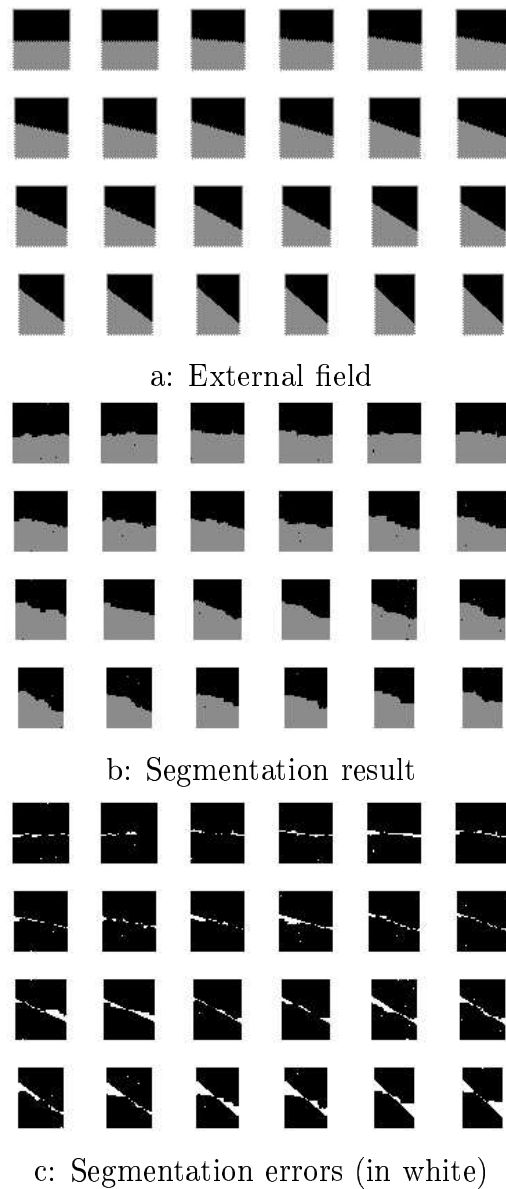 a: External field
b: Segmentation result
c: Segmentation errors (in white)